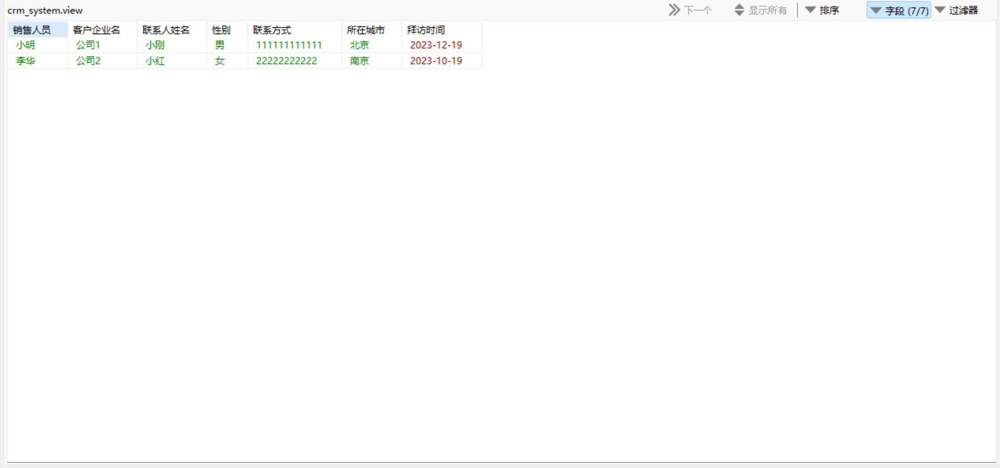 crm_system.view 下一个 显示所有 排序 字段 (7/7) 过滤器
销售人员 客户企业名 联系人姓名 性别 联系方式 所在城市 拜访时间
小明 公司1 小刚 男 111111111111 北京 2023-12-19
李华 公司2 小红 女 22222222222 南京 2023-10-19